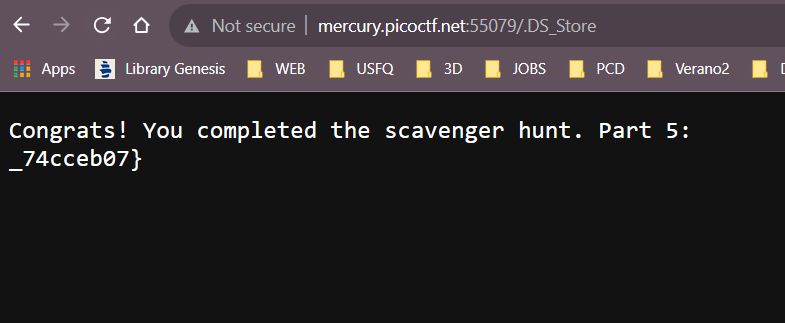 Not secure mercury.picoctf.net:55079/.DS_Store
Apps Library Genesis WEB USFQ 3D JOBS PCD Verano2
Congrats! You completed the scavenger hunt. Part 5:
_74cceb07}